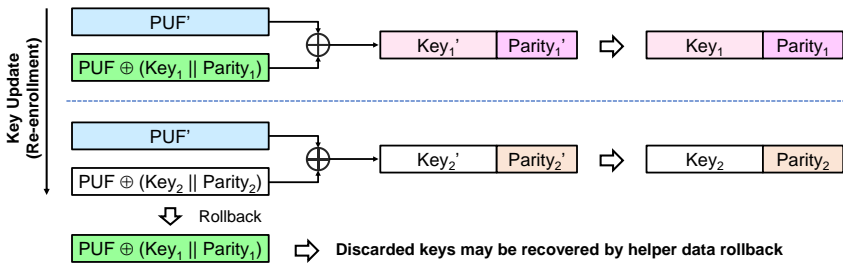 Key Update
(Re-enrollment)
PUF'
PUF ⊕ (Key₁ || Parity₁)
Key₁' Parity₁' Key₁ Parity₁
PUF'
PUF ⊕ (Key₂ || Parity₂)
Key₂' Parity₂' Key₂ Parity₂
Rollback
PUF ⊕ (Key₁ || Parity₁) Discarded keys may be recovered by helper data rollback